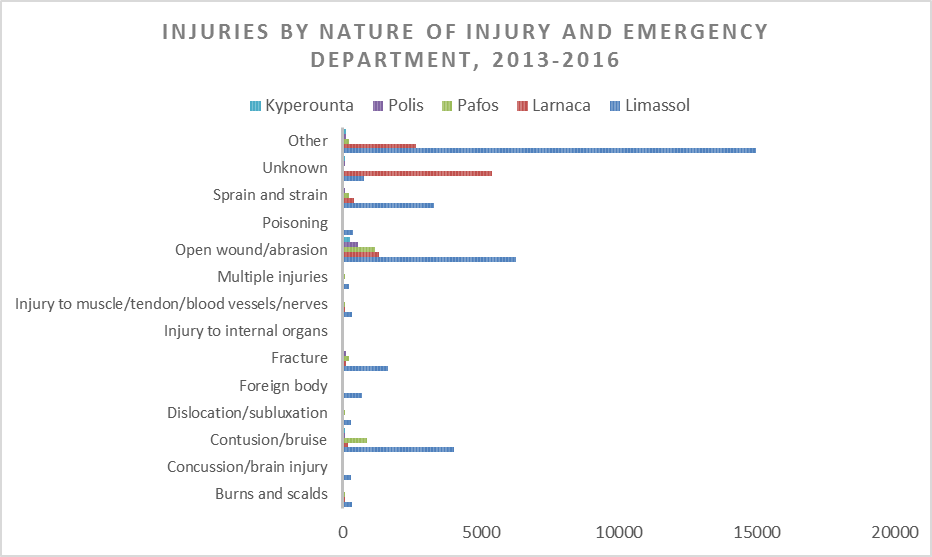 INJURIES BY NATURE OF INJURY AND EMERGENCY
DEPARTMENT, 2013-2016
Kyperounta Polis Pafos Larnaca Limassol
Other
Unknown
Sprain and strain
Poisoning
Open wound/abrasion
Multiple injuries
Injury to muscle/tendon/blood vessels/nerves
Injury to internal organs
Fracture
Foreign body
Dislocation/subluxation
Contusion/bruise
Concussion/brain injury
Burns and scalds
0 5000 10000 15000 20000